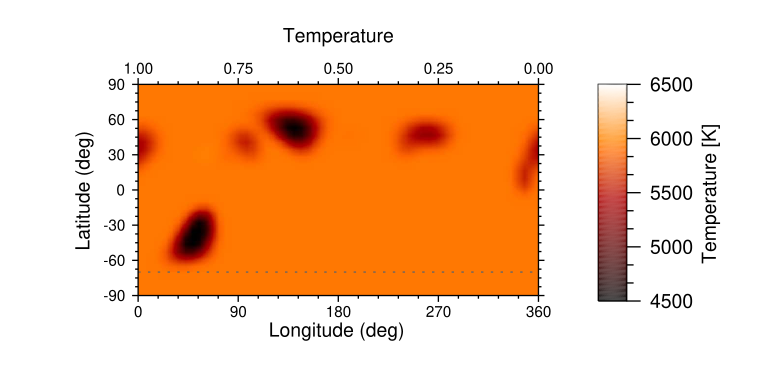 Temperature
1.00 0.75 0.50 0.25 0.00
90
60
30
0
-30
-60
-90
Latitude (deg)
0 90 180 270 360
Longitude (deg)
6500
6000
5500
5000
4500
Temperature [K]